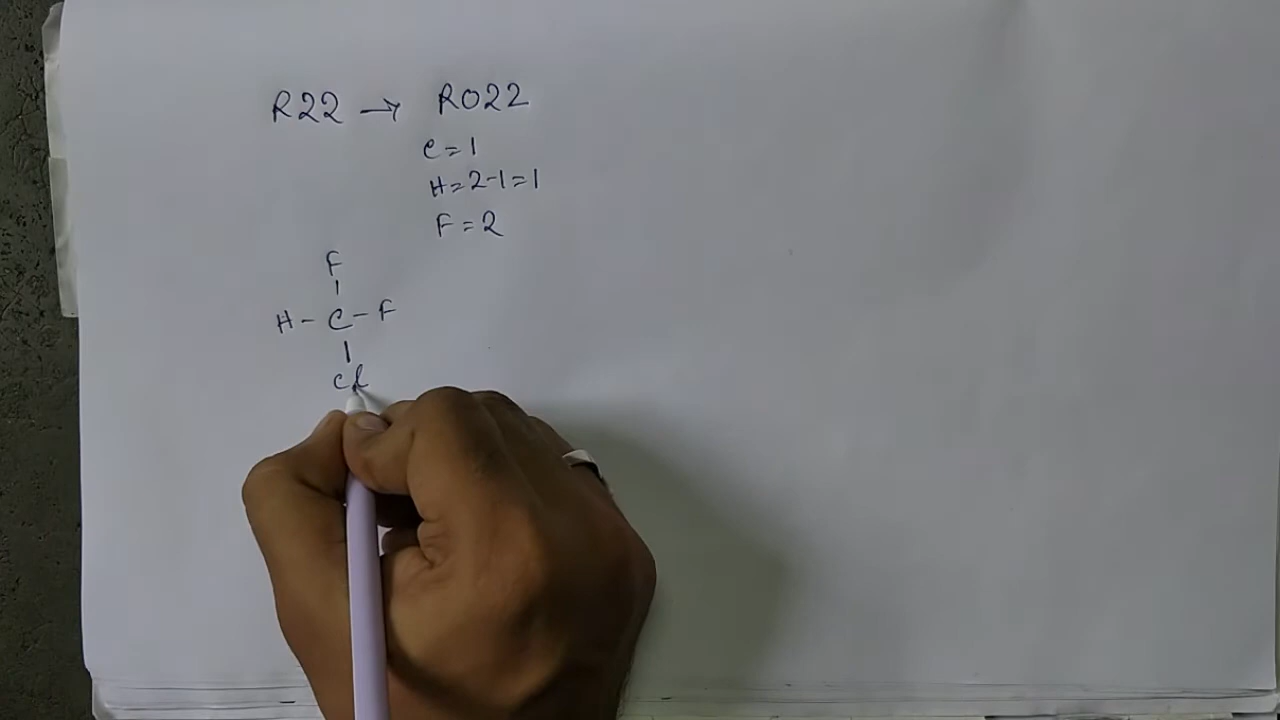 R22 → R022
C = 1
H = 2-1 = 1
F = 2
F
H - C - F
Cl